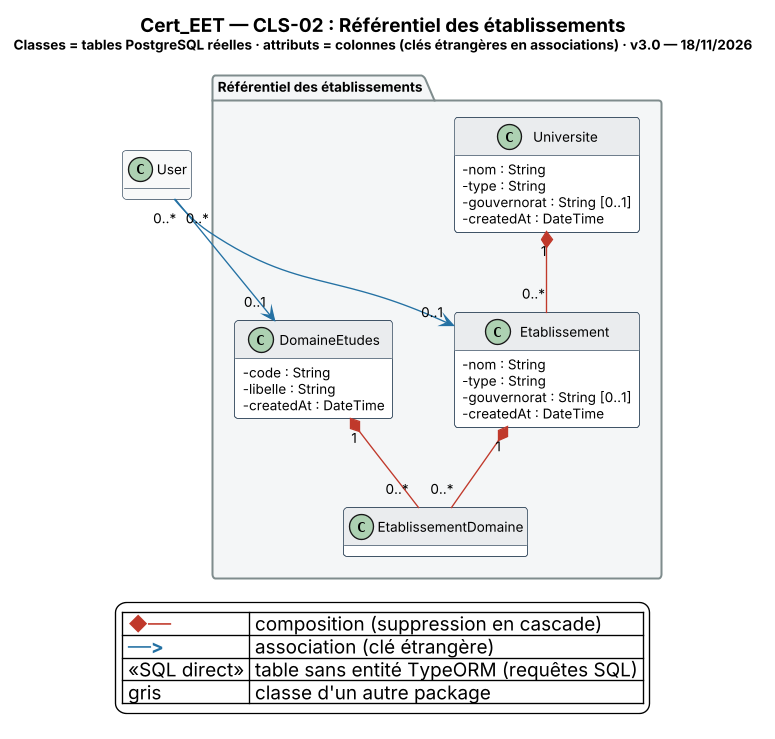 Cert_EET — CLS-02 : Référentiel des établissements
Classes = tables PostgreSQL réelles · attributs = colonnes (clés étrangères en associations) · v3.0 — 18/11/2026
Référentiel des établissements
C Universite
-nom : String
-type : String
-gouvernorat : String [0..1]
-createdAt : DateTime
C User
0..* 0..*
1
0..*
0..1
0..1
C DomaineEtudes
-code : String
-libelle : String
-createdAt : DateTime
C Etablissement
-nom : String
-type : String
-gouvernorat : String [0..1]
-createdAt : DateTime
1
1
0..*
0..*
C EtablissementDomaine
composition (suppression en cascade)
association (clé étrangère)
«SQL direct» table sans entité TypeORM (requêtes SQL)
gris classe d'un autre package